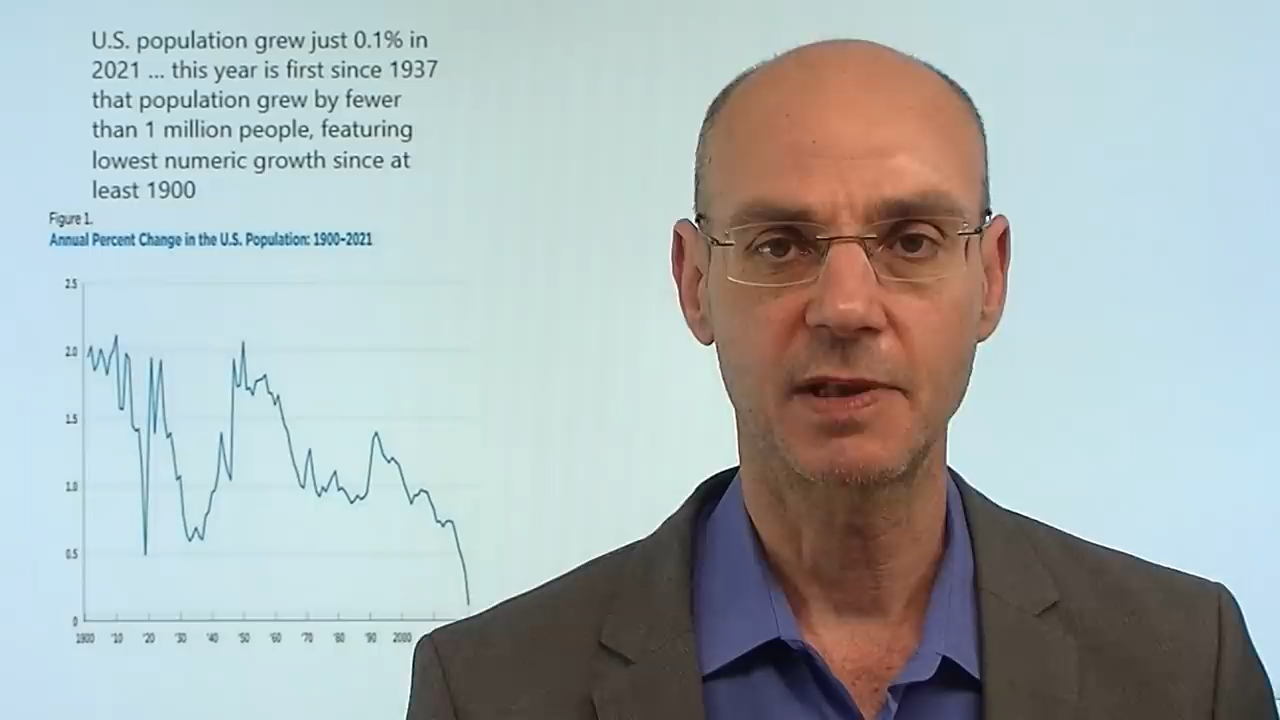 U.S. population grew just 0.1% in
2021 ... this year is first since 1937
that population grew by fewer
than 1 million people, featuring
lowest numeric growth since at
least 1900
Figure 1.
Annual Percent Change in the U.S. Population: 1900–2021
2.5
2.0
1.5
1.0
0.5
0
1900 '10 '20 '30 '40 '50 '60 '70 '80 '90 2000